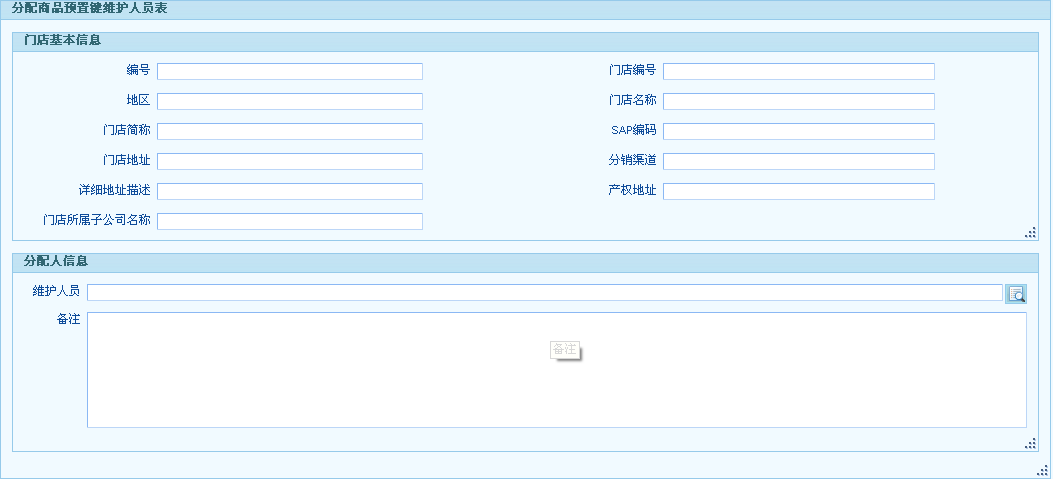 分配商品预置键维护人员表
门店基本信息
编号 门店编号
地区 门店名称
门店简称 SAP编码
门店地址 分销渠道
详细地址描述 产权地址
门店所属子公司名称
分配人信息
维护人员
备注
备注